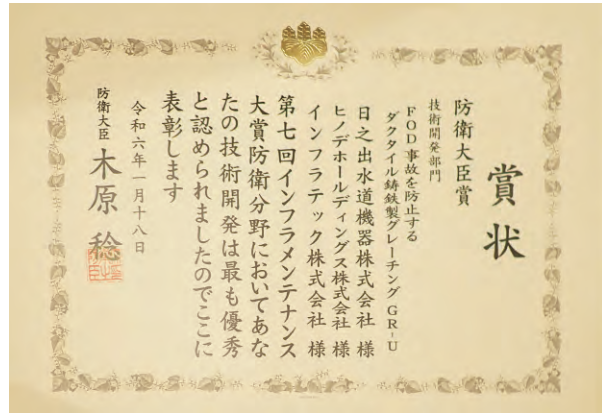 賞状
防衛大臣賞
技術開発部門
FOD事故を防止する
ダクタイル鋳鉄製グレーチング GR-U
日之出水道機器株式会社 様
ヒノデホールディングス株式会社 様
インフラテック株式会社 様
第七回インフラメンテナンス
大賞防衛分野においてあな
たの技術開発は最も優秀
と認められましたのでここに
表彰します
令和六年一月十八日
防衛大臣 木原 稔